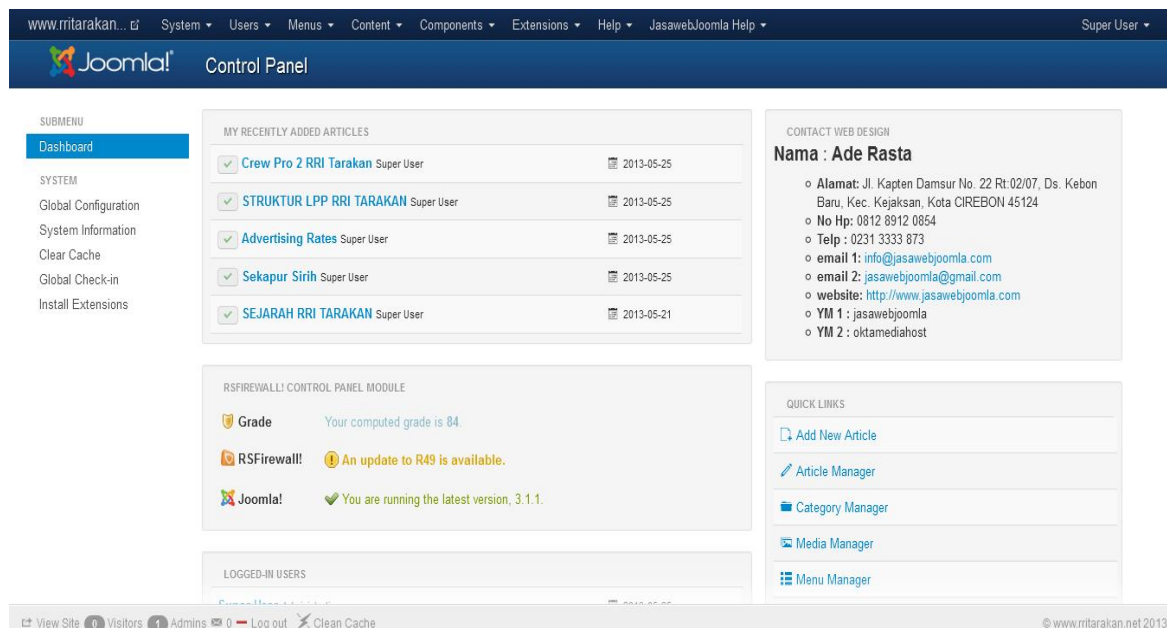 www.rritarakan... System Users Menus Content Components Extensions Help JasawebJoomla Help Super User
Joomla!® Control Panel
SUBMENU
Dashboard
SYSTEM
Global Configuration
System Information
Clear Cache
Global Check-in
Install Extensions
MY RECENTLY ADDED ARTICLES
Crew Pro 2 RRI Tarakan Super User 2013-05-25
STRUKTUR LPP RRI TARAKAN Super User 2013-05-25
Advertising Rates Super User 2013-05-25
Sekapur Sirih Super User 2013-05-25
SEJARAH RRI TARAKAN Super User 2013-05-21
RSFIREWALL! CONTROL PANEL MODULE
Grade Your computed grade is 84.
RSFirewall! An update to R49 is available.
Joomla! You are running the latest version, 3.1.1.
LOGGED-IN USERS
CONTACT WEB DESIGN
Nama : Ade Rasta
Alamat: Jl. Kapten Damsur No. 22 Rt:02/07, Ds. Kebon
Baru, Kec. Kejaksan, Kota CIREBON 45124
No Hp: 0812 8912 0854
Telp : 0231 3333 873
email 1: info@jasawebjoomla.com
email 2: jasawebjoomla@gmail.com
website: http://www.jasawebjoomla.com
YM 1 : jasawebjoomla
YM 2 : oktamediahost
QUICK LINKS
Add New Article
Article Manager
Category Manager
Media Manager
Menu Manager
View Site 0 Visitors 1 Admins 0 Log out Clean Cache © www.rritarakan.net 2013